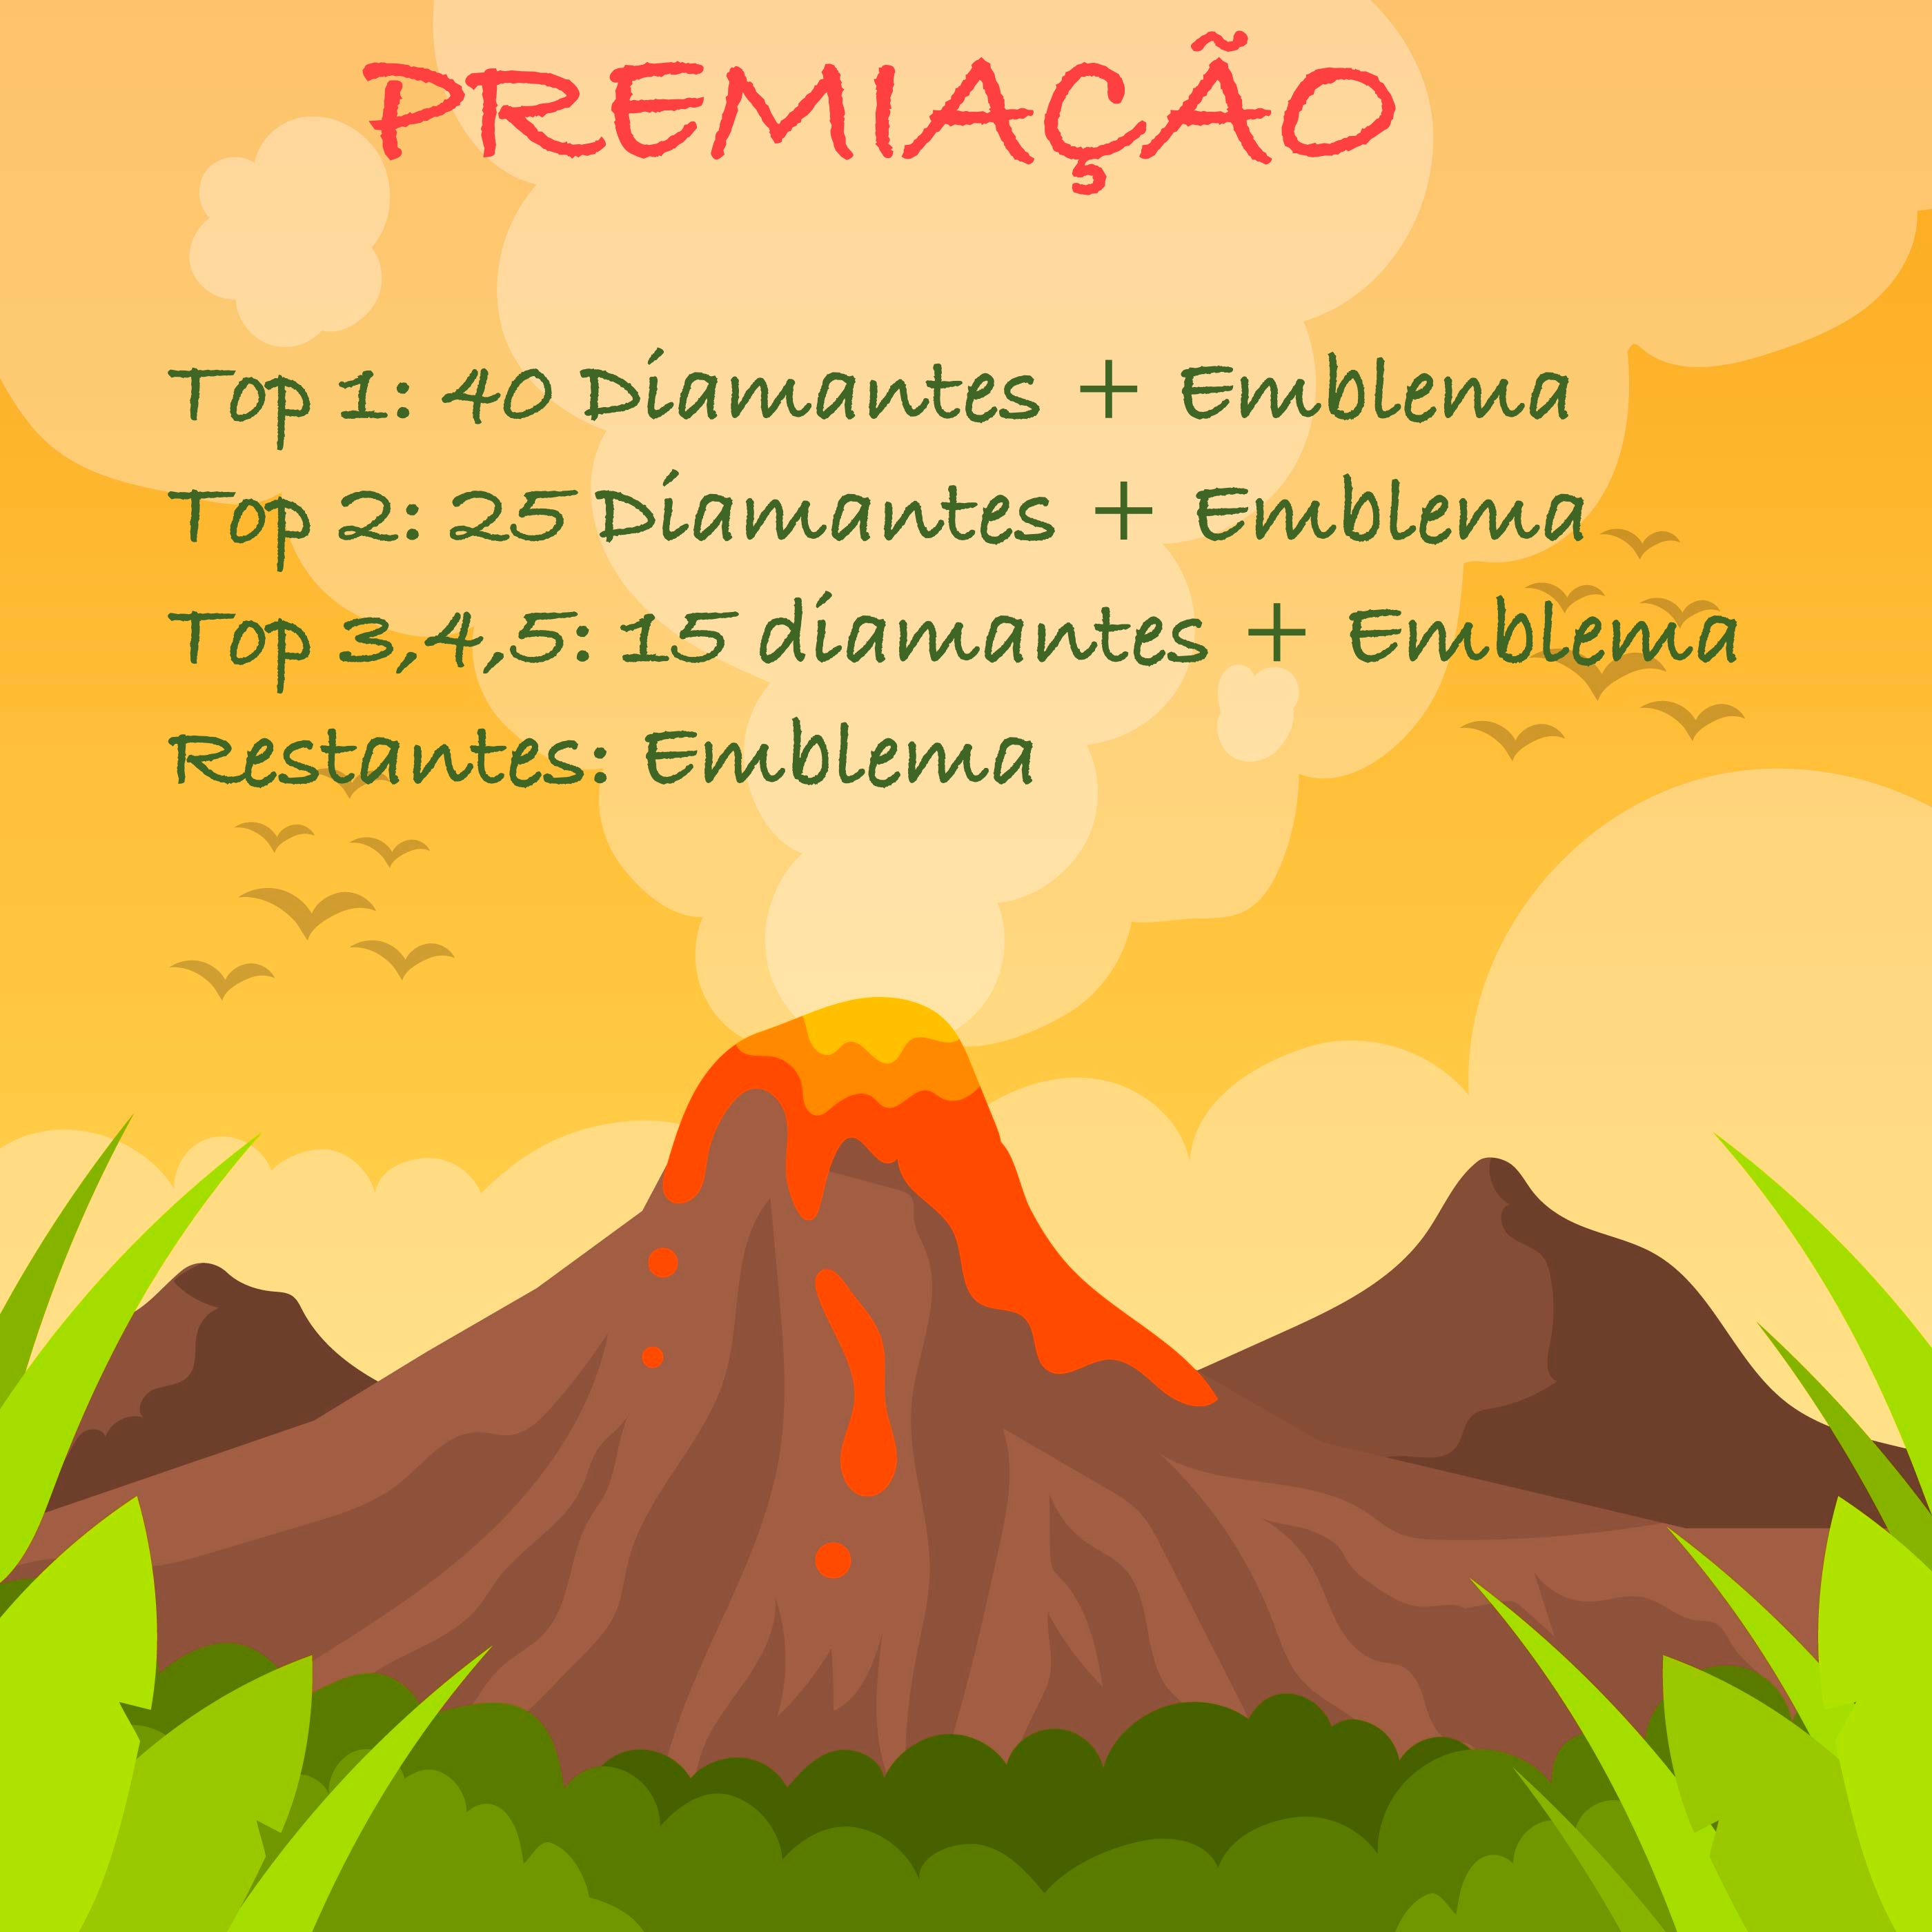 PREMIAÇÃO
Top 1: 40 Diamantes + Emblema
Top 2: 25 Diamantes + Emblema
Top 3,4,5: 15 diamantes + Emblema
Restantes: Emblema